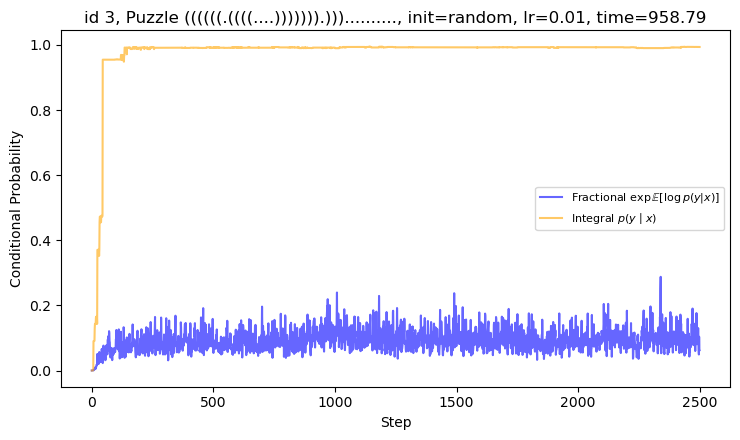 id 3, Puzzle ((((((.((((....))))))).))).........., init=random, lr=0.01, time=958.79
Conditional Probability
1.0
0.8
0.6
0.4
0.2
0.0
Fractional exp𝔼[log p(y|x)]
Integral p(y | x)
0 500 1000 1500 2000 2500
Step